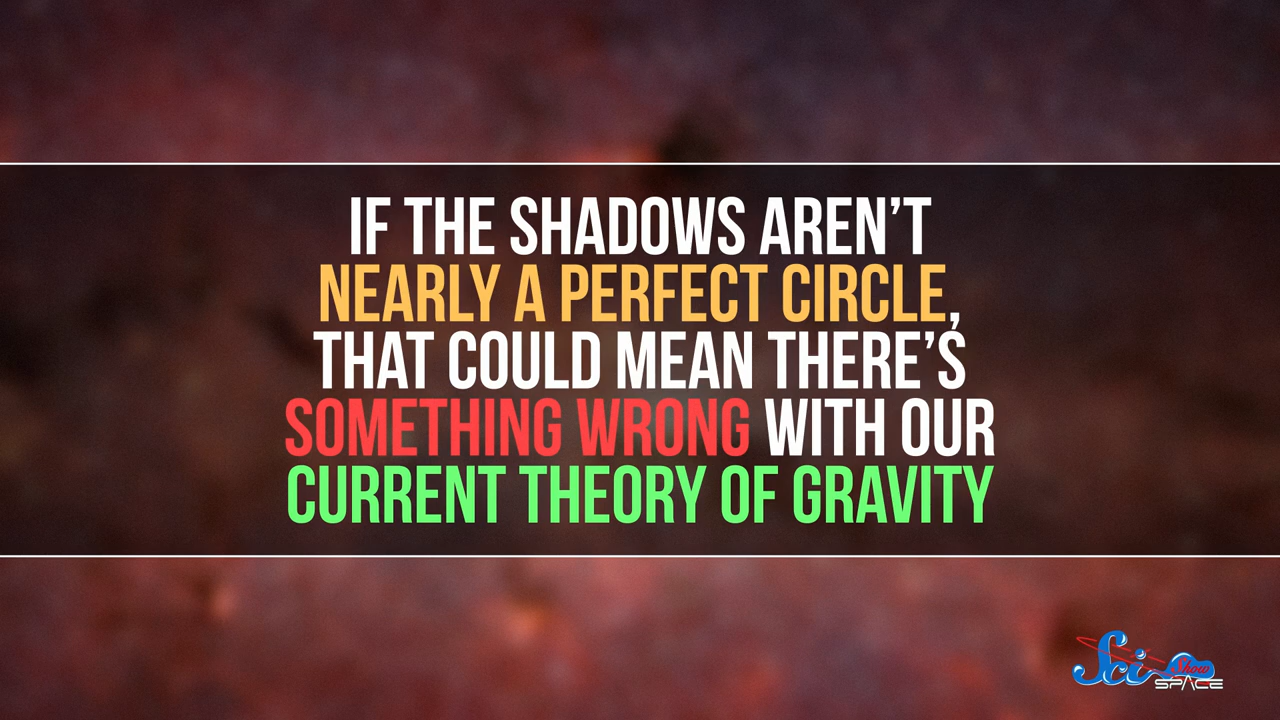 IF THE SHADOWS AREN'T
NEARLY A PERFECT CIRCLE,
THAT COULD MEAN THERE'S
SOMETHING WRONG WITH OUR
CURRENT THEORY OF GRAVITY
Sci Show
SPACE